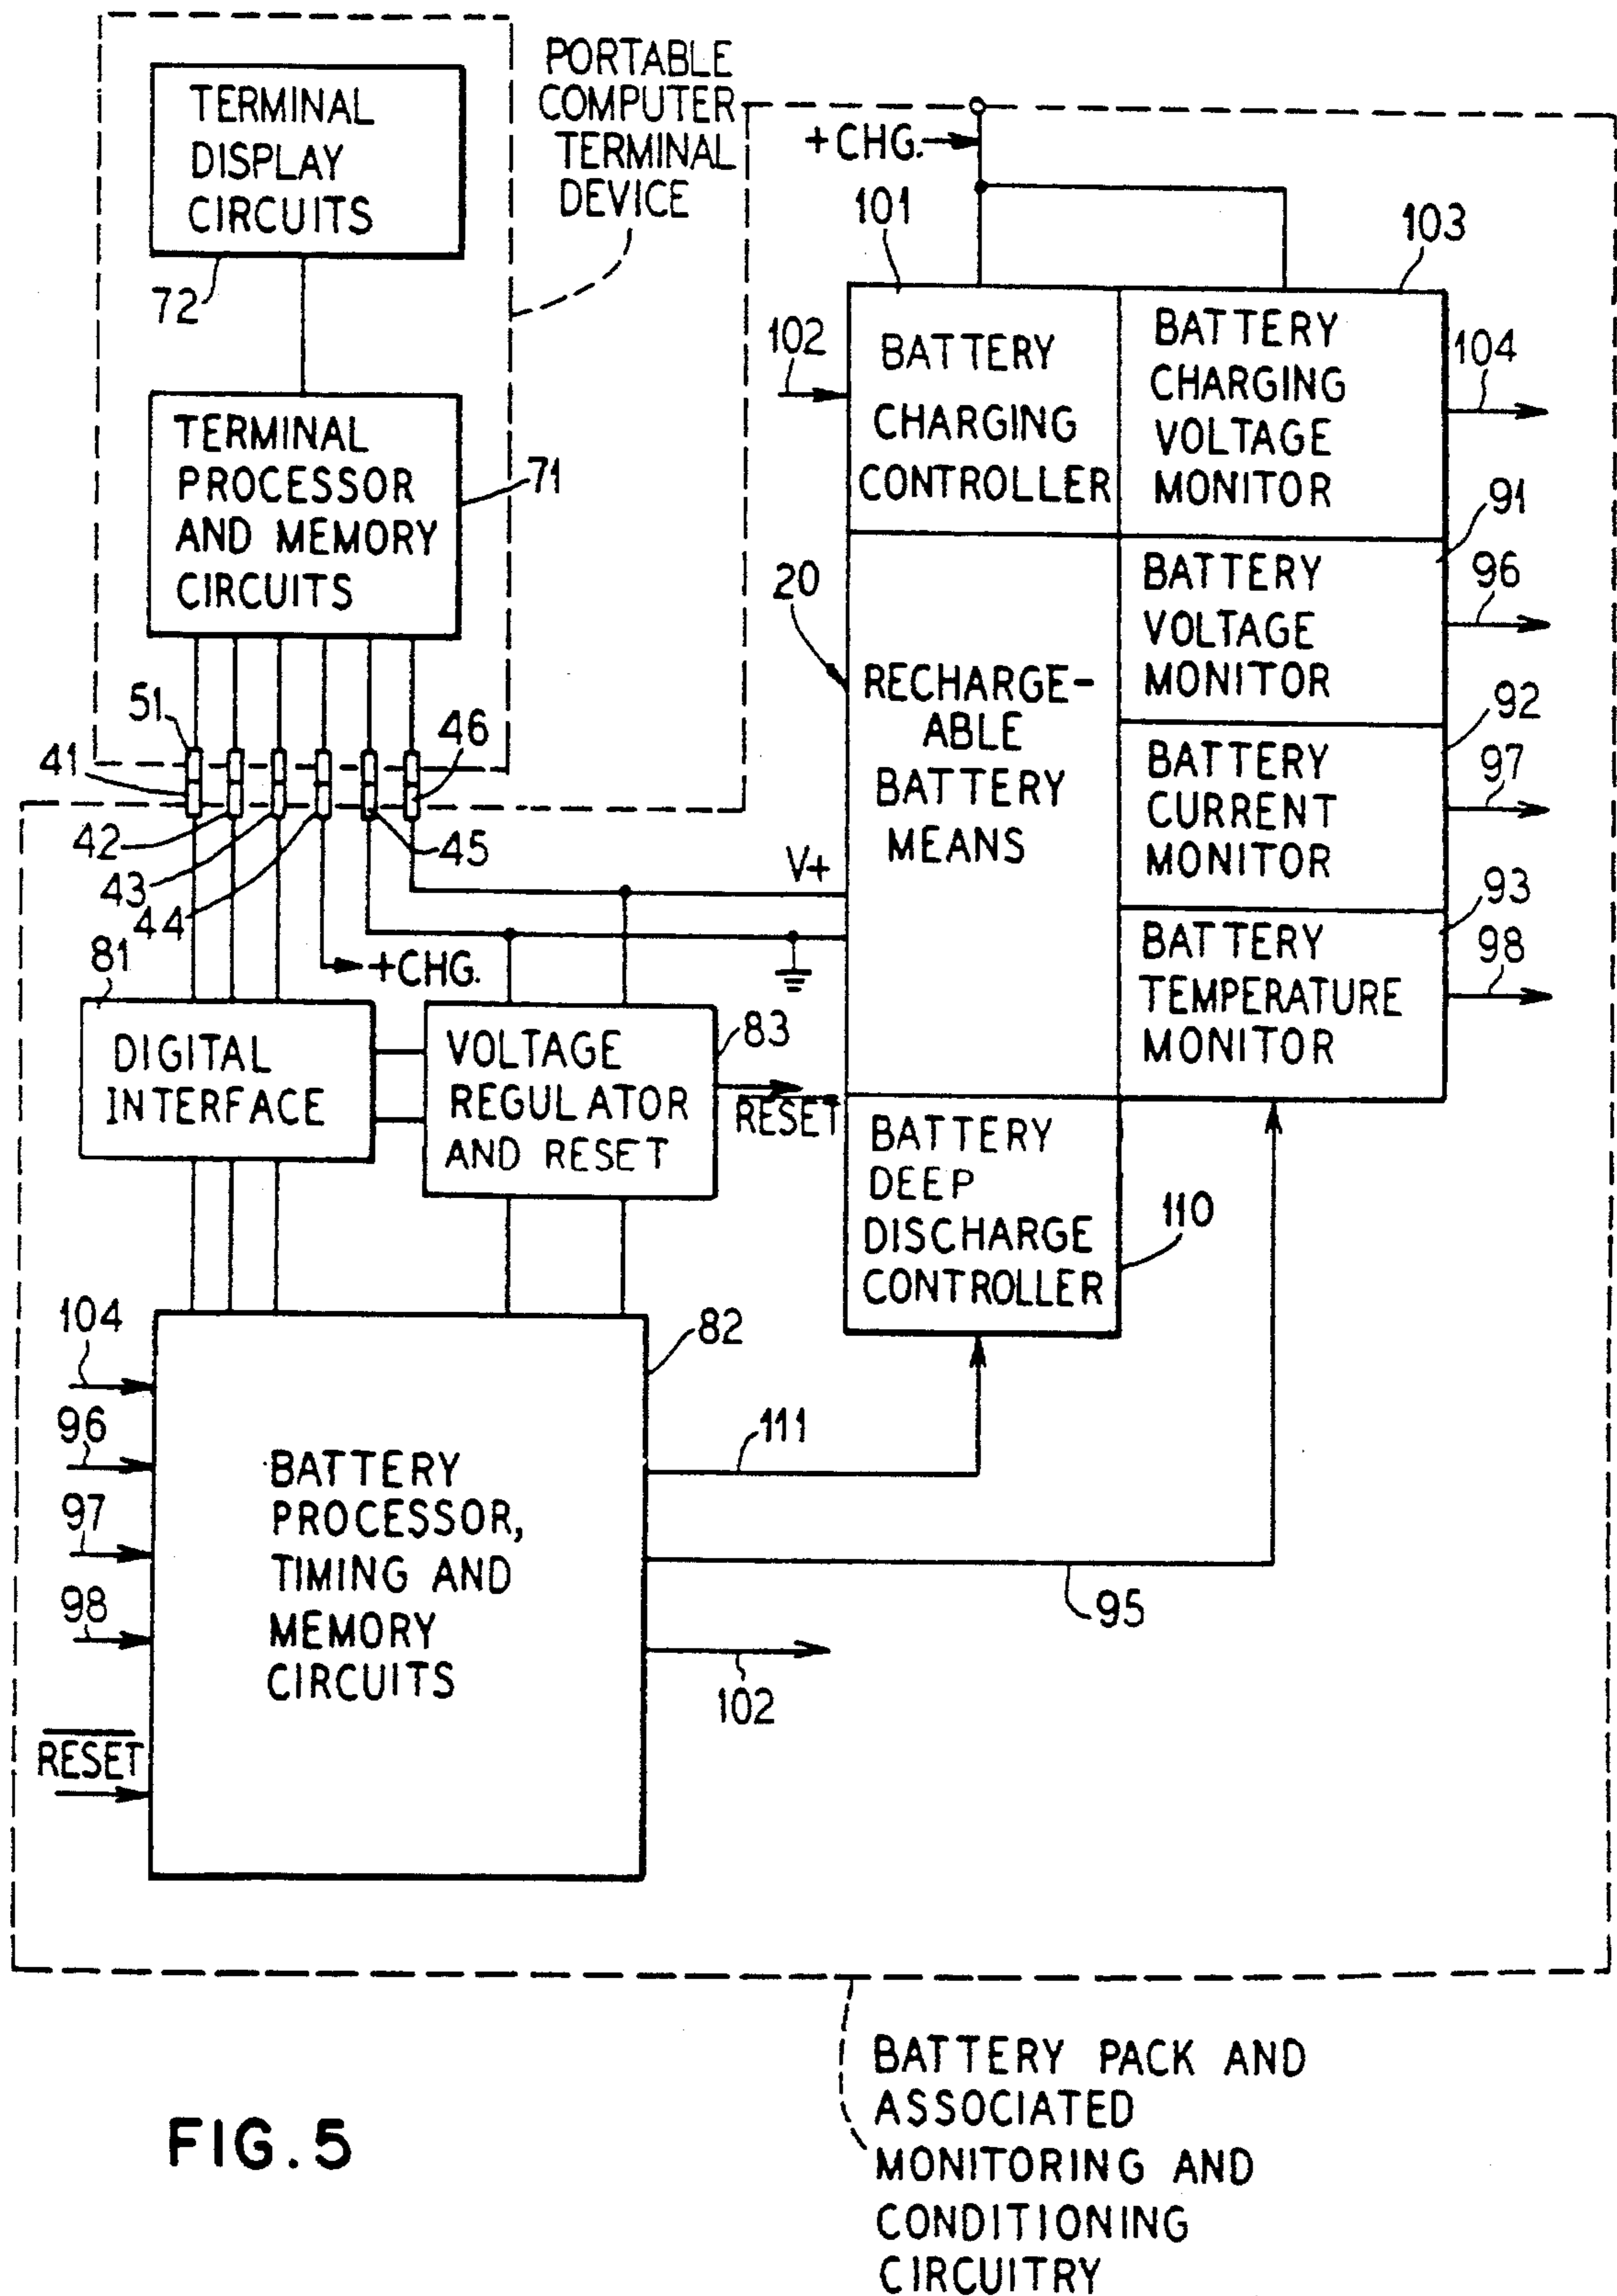 TERMINAL
DISPLAY
CIRCUITS
72
PORTABLE
COMPUTER
TERMINAL
DEVICE
TERMINAL
PROCESSOR
AND MEMORY
CIRCUITS
71
51
41
42
43
44
45
46
+CHG.
V+
+CHG.
101
103
102
BATTERY
CHARGING
CONTROLLER
BATTERY
CHARGING
VOLTAGE
MONITOR
104
91
20
RECHARGE-
ABLE
BATTERY
MEANS
BATTERY
VOLTAGE
MONITOR
96
92
BATTERY
CURRENT
MONITOR
97
93
BATTERY
TEMPERATURE
MONITOR
98
81
DIGITAL
INTERFACE
VOLTAGE
REGULATOR
AND RESET
83
RESET
BATTERY
DEEP
DISCHARGE
CONTROLLER
110
104
96
97
98
RESET
82
BATTERY
PROCESSOR,
TIMING AND
MEMORY
CIRCUITS
111
95
102
BATTERY PACK AND
ASSOCIATED
MONITORING AND
CONDITIONING
CIRCUITRY
FIG. 5